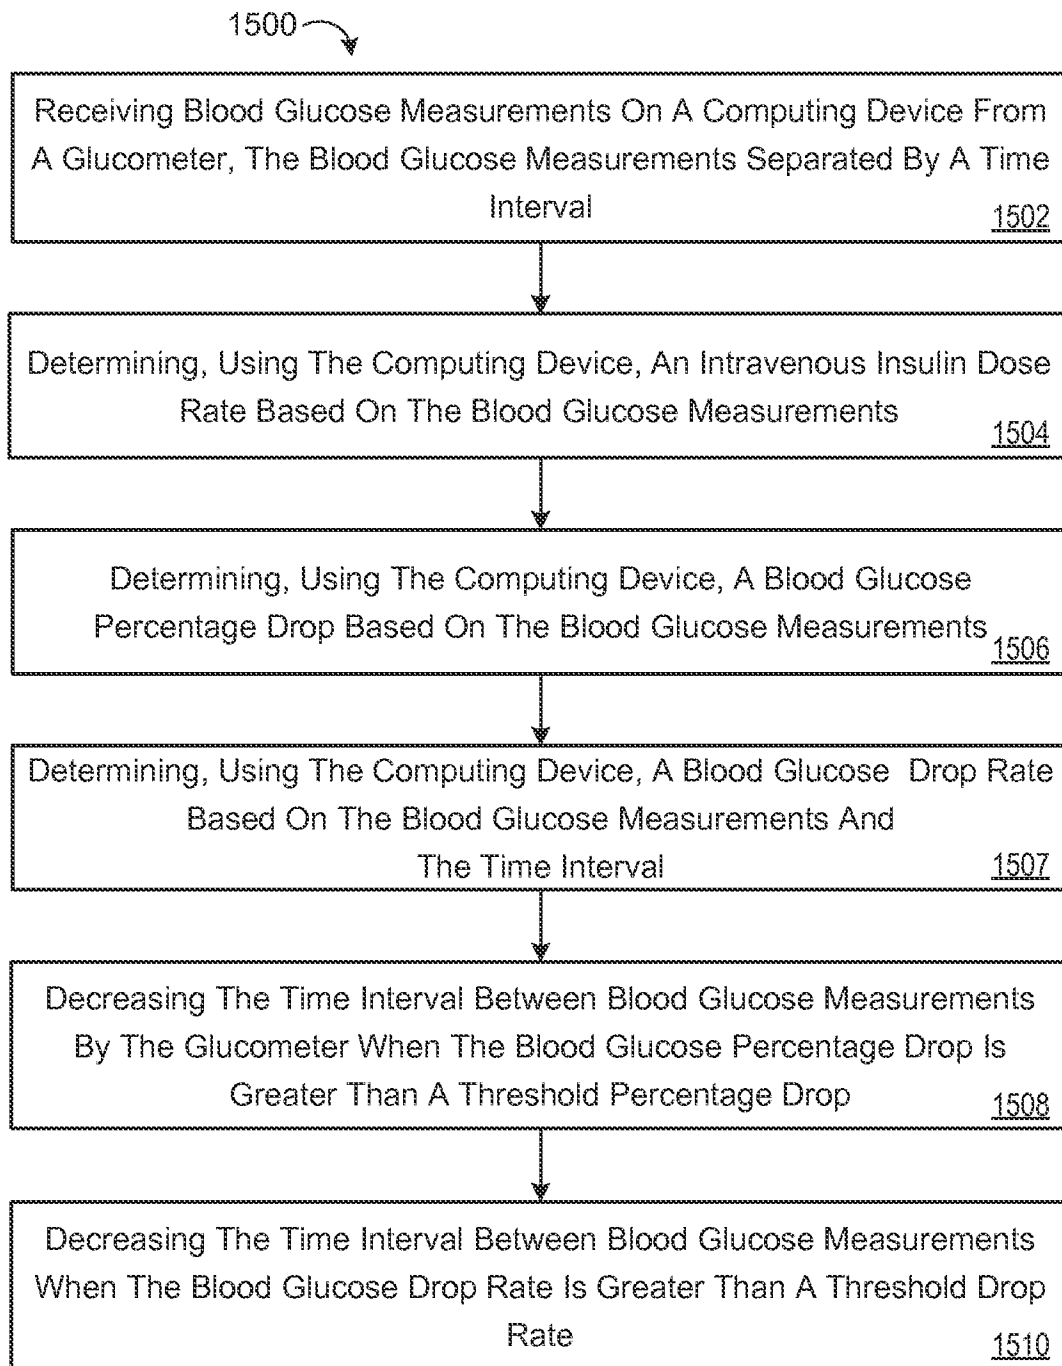 1500
Receiving Blood Glucose Measurements On A Computing Device From
A Glucometer, The Blood Glucose Measurements Separated By A Time
Interval
1502
Determining, Using The Computing Device, An Intravenous Insulin Dose
Rate Based On The Blood Glucose Measurements
1504
Determining, Using The Computing Device, A Blood Glucose
Percentage Drop Based On The Blood Glucose Measurements
1506
Determining, Using The Computing Device, A Blood Glucose Drop Rate
Based On The Blood Glucose Measurements And
The Time Interval
1507
Decreasing The Time Interval Between Blood Glucose Measurements
By The Glucometer When The Blood Glucose Percentage Drop Is
Greater Than A Threshold Percentage Drop
1508
Decreasing The Time Interval Between Blood Glucose Measurements
When The Blood Glucose Drop Rate Is Greater Than A Threshold Drop
Rate
1510